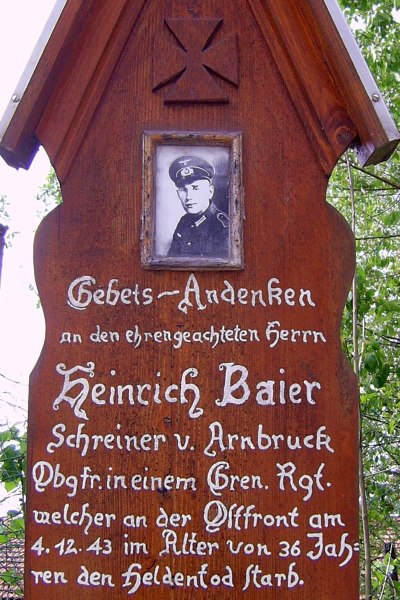 Gebets-Andenken
an den ehrengeachteten Herrn
Heinrich Baier
Schreiner v. Arnbruck
Obgfr. in einem Gren. Rgt.
welcher an der Ostfront am
4. 12. 43 im Alter von 36 Jah=
ren den Heldentod starb.